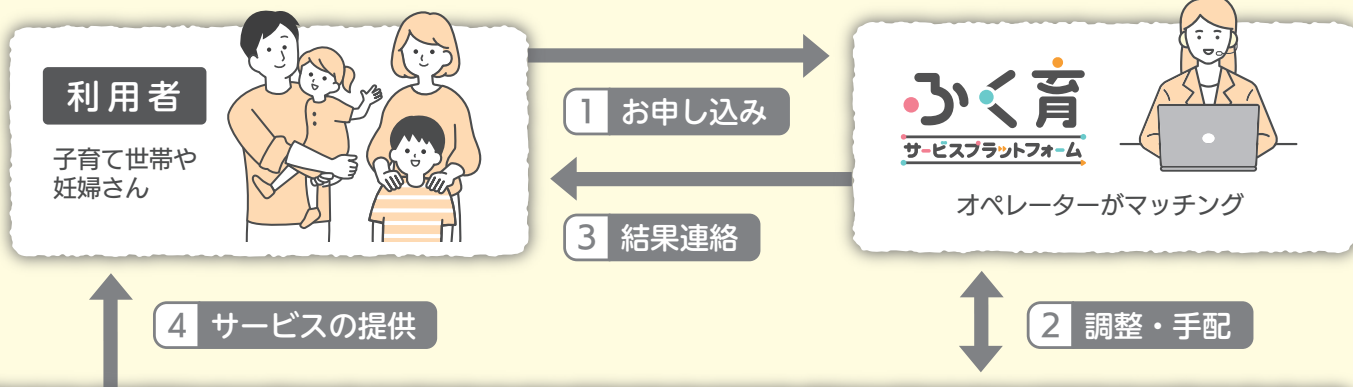 利用者
子育て世帯や
妊婦さん
1 お申し込み
3 結果連絡
ふく育
サービスプラットフォーム
オペレーターがマッチング
4 サービスの提供
2 調整・手配